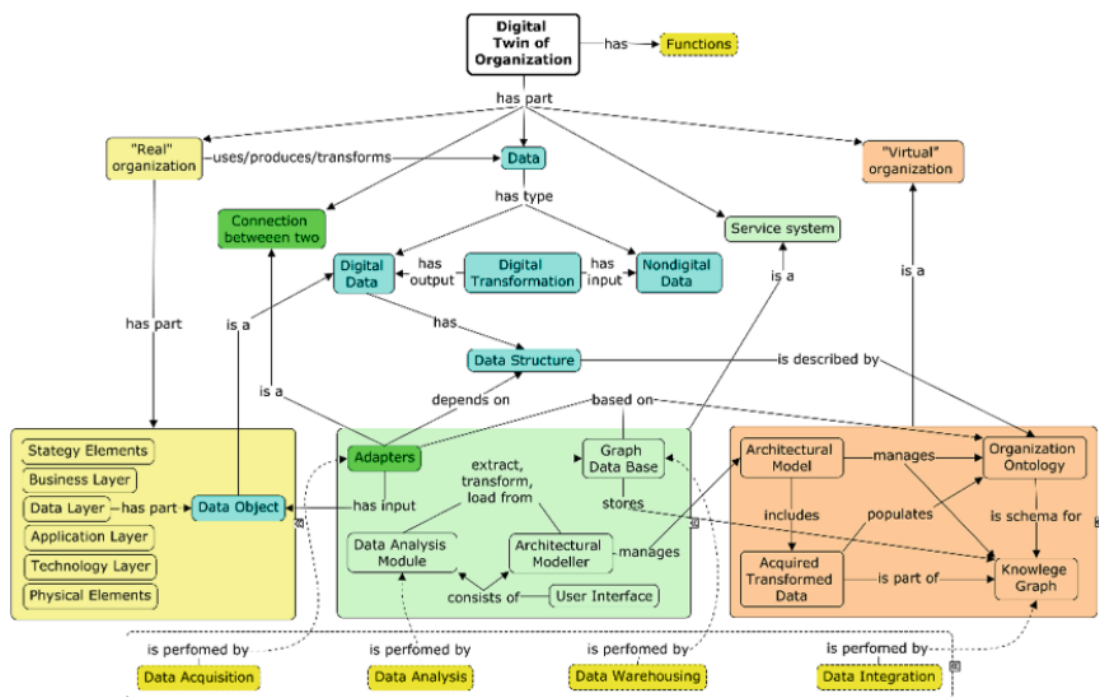 Digital
Twin of
Organization
has
Functions
has part
"Real"
organization
uses/produces/transforms
Data
"Virtual"
organization
has type
Connection
betweeen two
Service system
Digital
Data
has
output
Digital
Transformation
has
input
Nondigital
Data
is a
is a
has part
is a
has
Data Structure
is described by
is a
depends on
based on
Stategy Elements
Business Layer
Data Layer
has part
Data Object
Application Layer
Technology Layer
Physical Elements
Adapters
has input
extract,
transform,
load from
Graph
Data Base
stores
Data Analysis
Module
Architectural
Modeller
manages
consists of
User Interface
Architectural
Model
manages
Organization
Ontology
includes
populates
is schema for
Acquired
Transformed
Data
is part of
Knowlege
Graph
is perfomed by
is perfomed by
is perfomed by
is perfomed by
Data Acquisition
Data Analysis
Data Warehousing
Data Integration